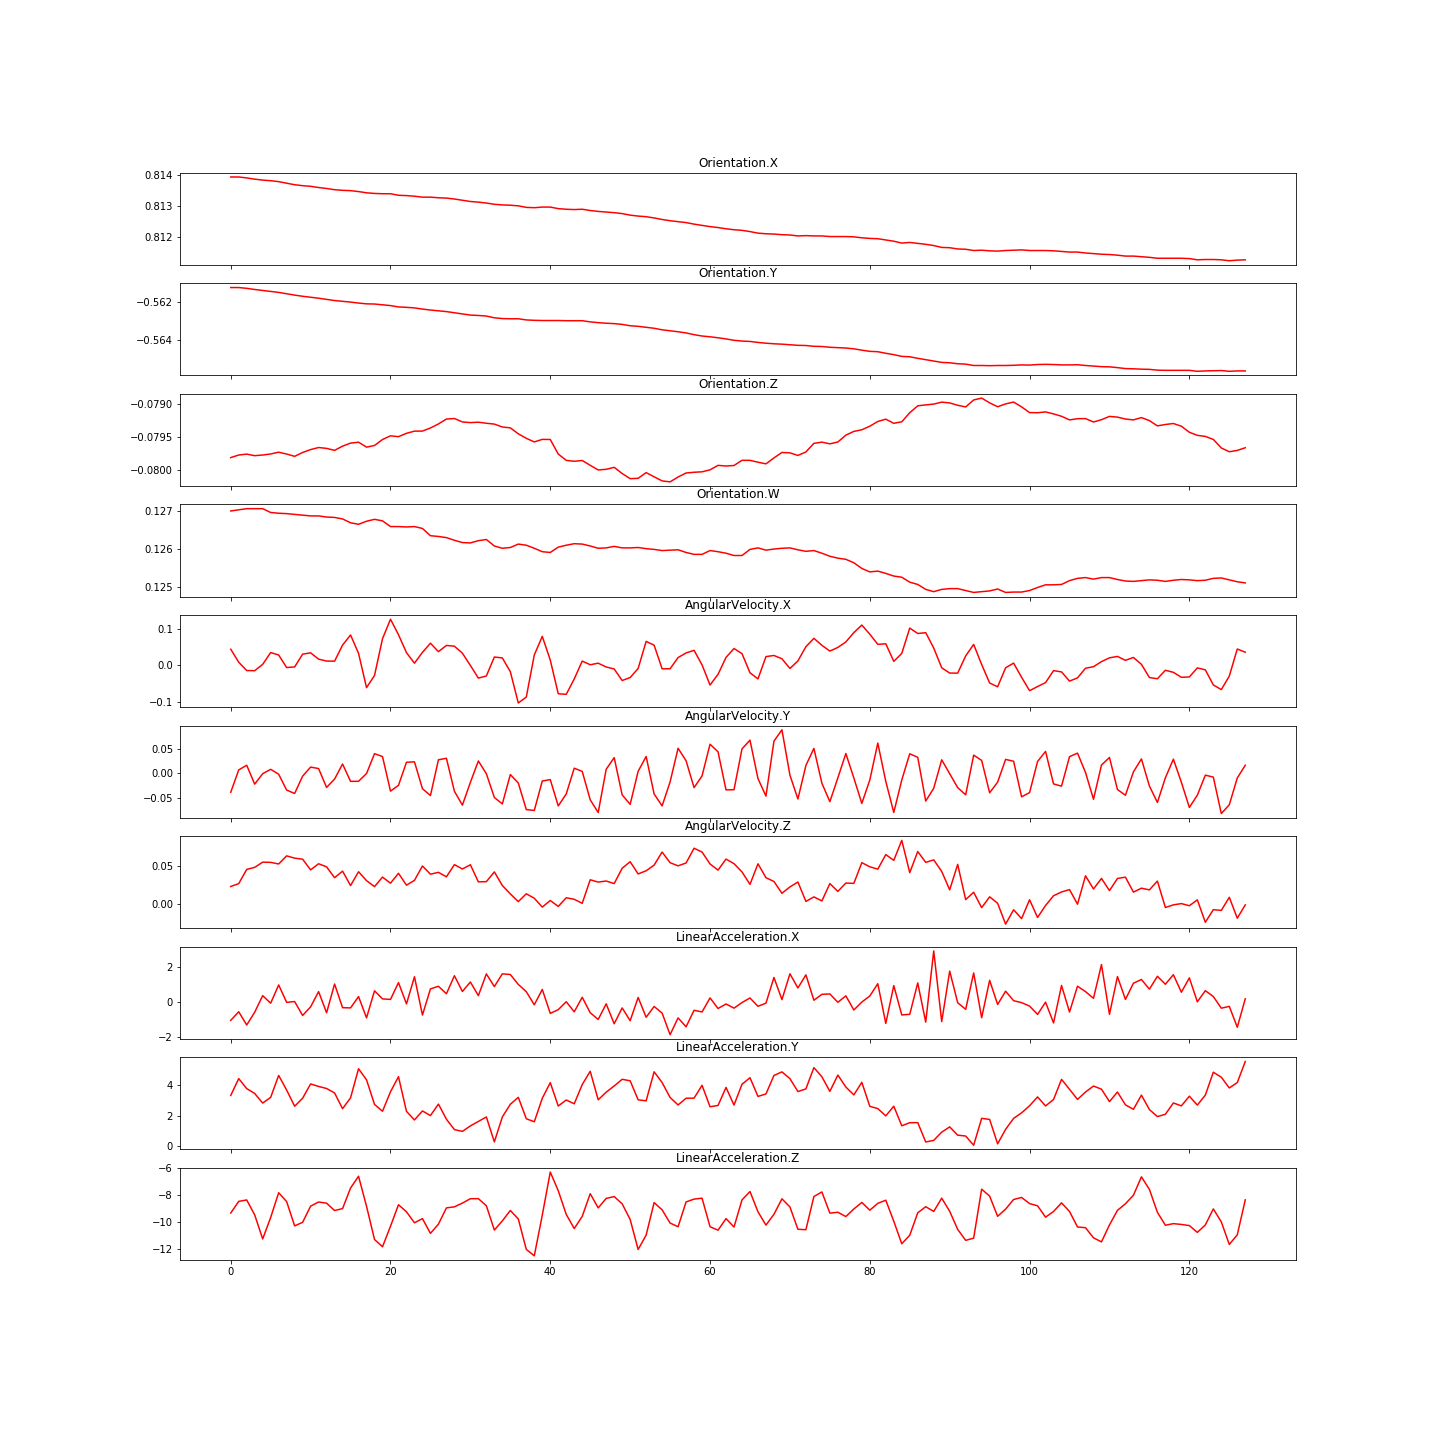 Orientation.X
0.814
0.813
0.812
Orientation.Y
−0.562
−0.564
Orientation.Z
−0.0790
−0.0795
−0.0800
Orientation.W
0.127
0.126
0.125
AngularVelocity.X
0.1
0.0
−0.1
AngularVelocity.Y
0.05
0.00
−0.05
AngularVelocity.Z
0.05
0.00
LinearAcceleration.X
2
0
−2
LinearAcceleration.Y
4
2
0
LinearAcceleration.Z
−6
−8
−10
−12
0 20 40 60 80 100 120